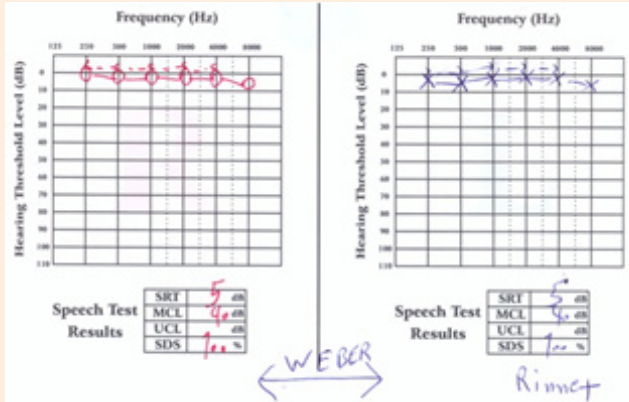 Frequency (Hz)
125 250 500 1000 2000 4000 8000
Hearing Threshold Level (dB)
0
10
20
30
40
50
60
70
80
90
100
110
Speech Test Results
SRT 5 dB
MCL 40 dB
UCL dB
SDS 100 %
Frequency (Hz)
125 250 500 1000 2000 4000 8000
Hearing Threshold Level (dB)
0
10
20
30
40
50
60
70
80
90
100
110
Speech Test Results
SRT 5 dB
MCL 40 dB
UCL dB
SDS 100 %
WEBER
Rinne +